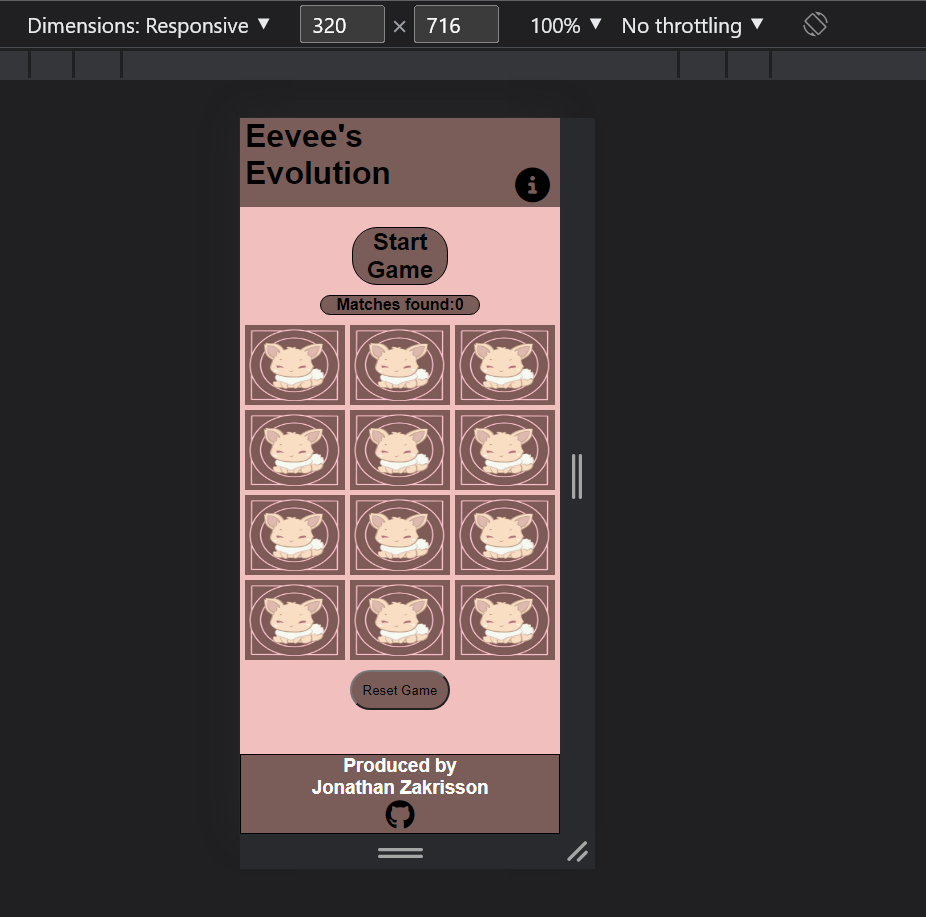 Dimensions: Responsive 320 × 716 100% No throttling
Eevee's
Evolution
Start
Game
Matches found:0
Reset Game
Produced by
Jonathan Zakrisson